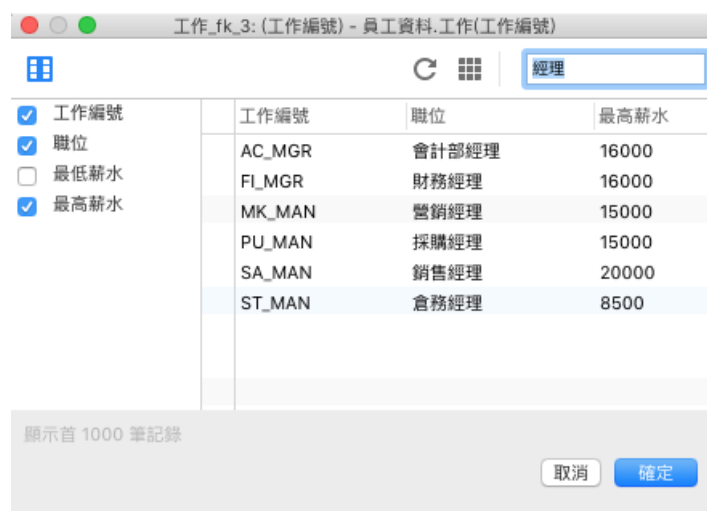 工作_fk_3: (工作編號) - 員工資料.工作(工作編號)
經理
工作編號
職位
最低薪水
最高薪水
工作編號 職位 最高薪水
AC_MGR 會計部經理 16000
FI_MGR 財務經理 16000
MK_MAN 營銷經理 15000
PU_MAN 採購經理 15000
SA_MAN 銷售經理 20000
ST_MAN 倉務經理 8500
顯示首 1000 筆記錄
取消 確定